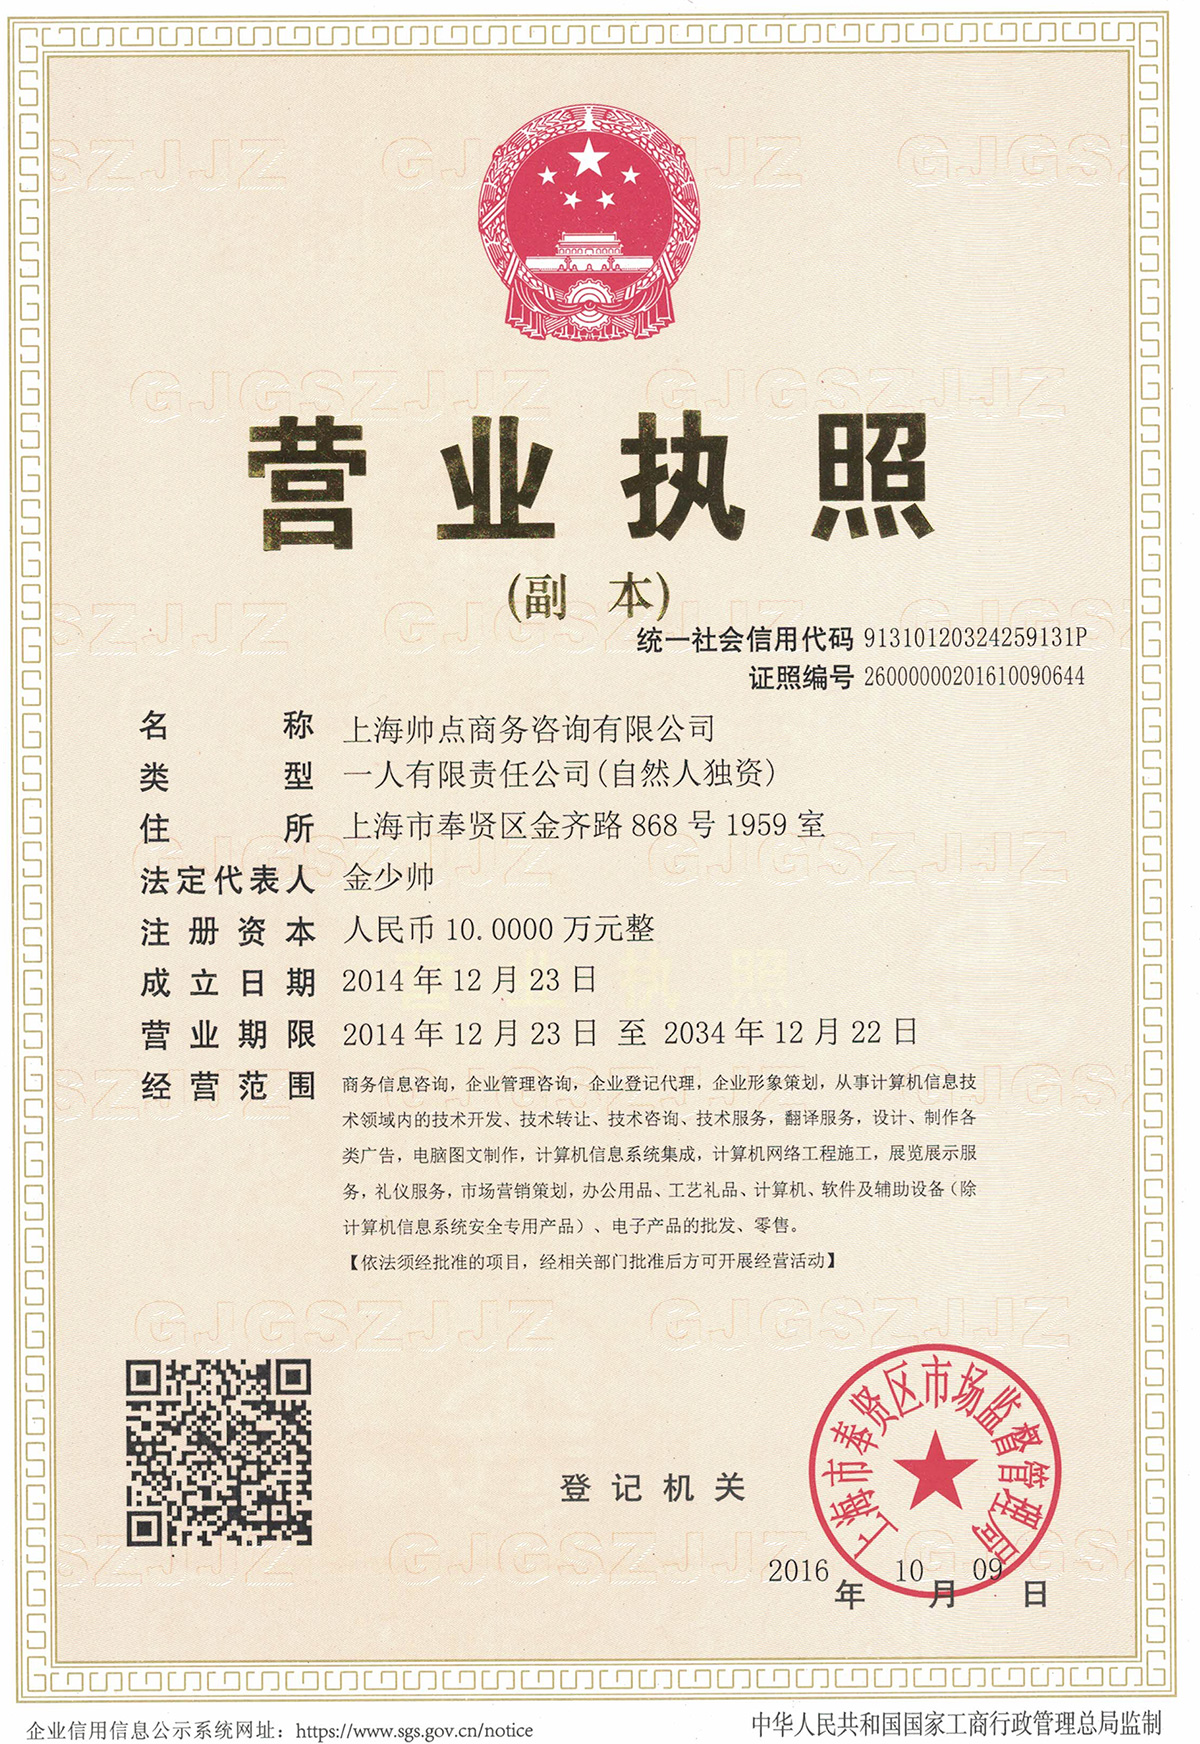 营业执照
(副 本)
统一社会信用代码 91310120324259131P
证照编号 26000000201610090644
名 称 上海帅点商务咨询有限公司
类 型 一人有限责任公司(自然人独资)
住 所 上海市奉贤区金齐路 868 号 1959 室
法定代表人 金少帅
注册资本 人民币 10.0000 万元整
成立日期 2014 年 12 月 23 日
营业期限 2014 年 12 月 23 日 至 2034 年 12 月 22 日
经营范围 商务信息咨询，企业管理咨询，企业登记代理，企业形象策划，从事计算机信息技
术领域内的技术开发、技术转让、技术咨询、技术服务，翻译服务，设计、制作各
类广告，电脑图文制作，计算机信息系统集成，计算机网络工程施工，展览展示服
务，礼仪服务，市场营销策划，办公用品、工艺礼品、计算机、软件及辅助设备（除
计算机信息系统安全专用产品）、电子产品的批发、零售。
【依法须经批准的项目，经相关部门批准后方可开展经营活动】
上海市奉贤区市场监督管理局
登记机关
2016 年 10 月 09 日
企业信用信息公示系统网址：https://www.sgs.gov.cn/notice
中华人民共和国国家工商行政管理总局监制